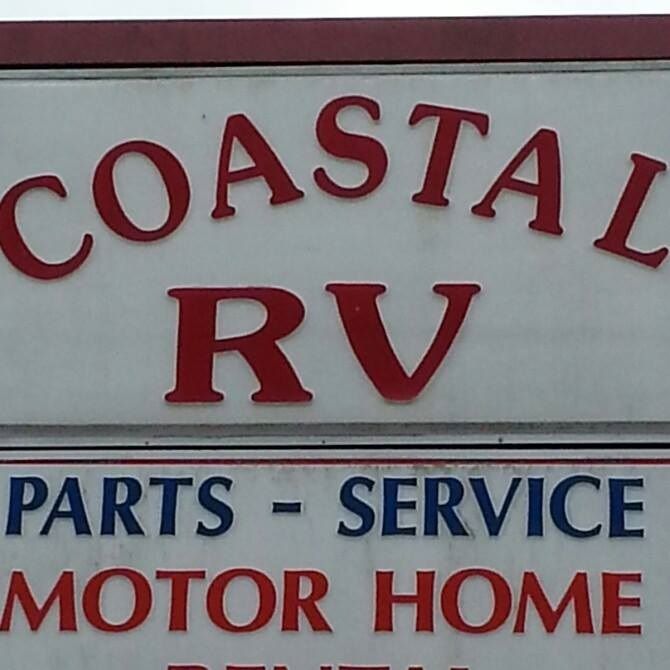 COASTAL
RV
PARTS - SERVICE
MOTOR HOME